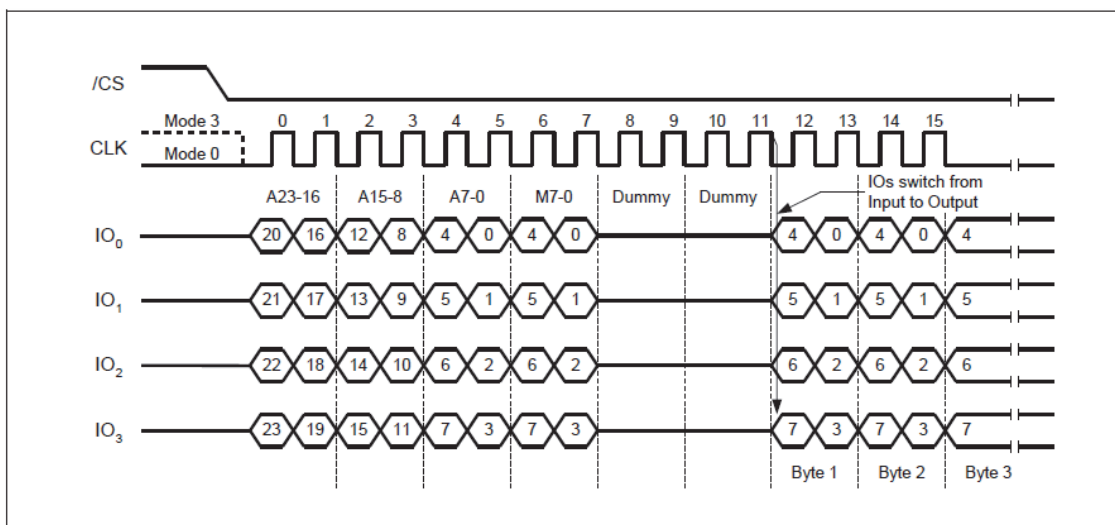 /CS
Mode 3 0 1 2 3 4 5 6 7 8 9 10 11 12 13 14 15
CLK
Mode 0
IOs switch from
Input to Output
A23-16 A15-8 A7-0 M7-0 Dummy Dummy
IO0 20 16 12 8 4 0 4 0 4 0 4 0 4
IO1 21 17 13 9 5 1 5 1 5 1 5 1 5
IO2 22 18 14 10 6 2 6 2 6 2 6 2 6
IO3 23 19 15 11 7 3 7 3 7 3 7 3 7
Byte 1 Byte 2 Byte 3